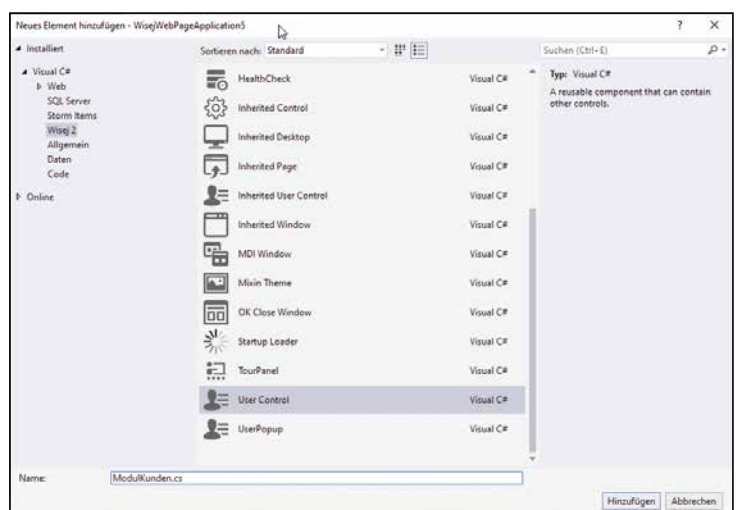 Neues Element hinzufügen - WisejWebPageApplication5
? X
Installiert
Sortieren nach: Standard
Suchen (Ctrl+E)
Visual C#
Web
SQL Server
Storm Items
Wisej 2
Allgemein
Daten
Code
Online
HealthCheck Visual C#
Inherited Control Visual C#
Inherited Desktop Visual C#
Inherited Page Visual C#
Inherited User Control Visual C#
Inherited Window Visual C#
MDI Window Visual C#
Mixin Theme Visual C#
OK Close Window Visual C#
Startup Loader Visual C#
TourPanel Visual C#
User Control Visual C#
UserPopup Visual C#
Typ: Visual C#
A reusable component that can contain
other controls.
Name: ModulKunden.cs
Hinzufügen Abbrechen